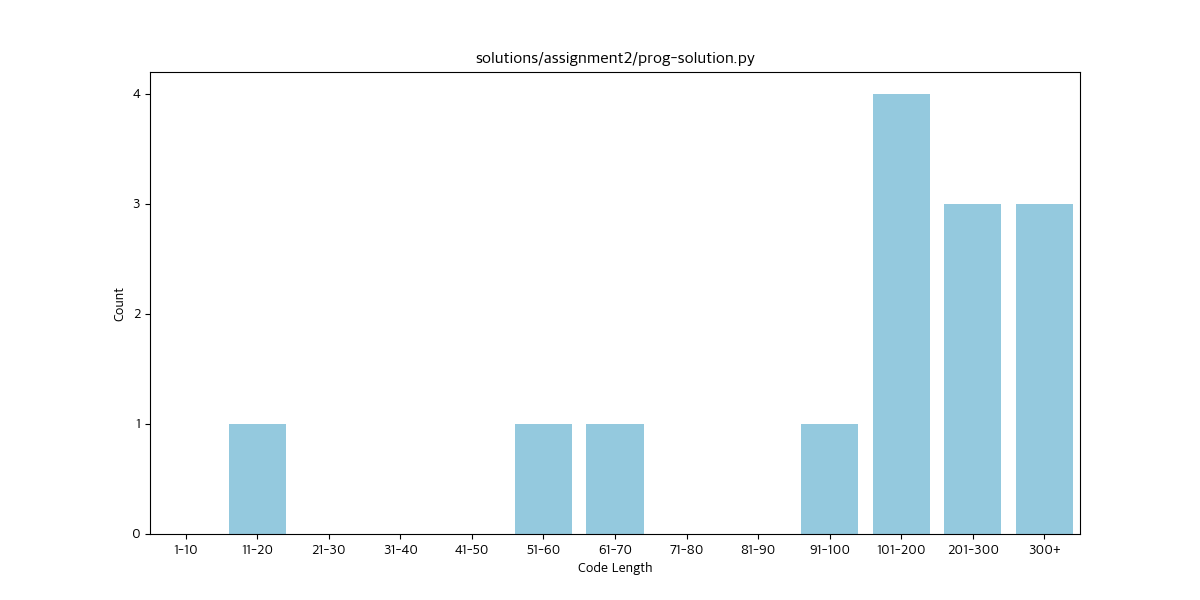 solutions/assignment2/prog-solution.py
4
3
2
1
0
Count
1-10 11-20 21-30 31-40 41-50 51-60 61-70 71-80 81-90 91-100 101-200 201-300 300+
Code Length